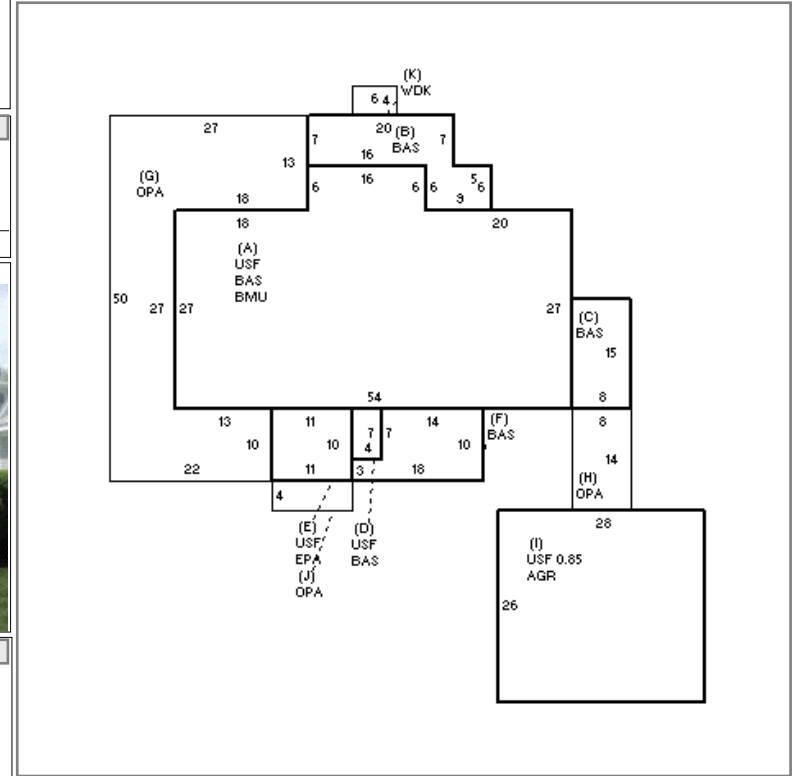 (K)
6 4 WDK
27
20 (B)
7 7
BAS
16
13
(G)
OPA
16
5
6 6 6 6
18
9
18
20
(A)
USF
BAS
BMU
50
27 27
27
(C)
BAS
15
54
8
13
11
14
(F)
BAS
8
10
10
7 7
10
4
14
22
11
3
18
(H)
OPA
4
28
(E)
USF
EPA
(D)
USF
BAS
(J)
OPA
(I)
USF 0.85
AGR
26